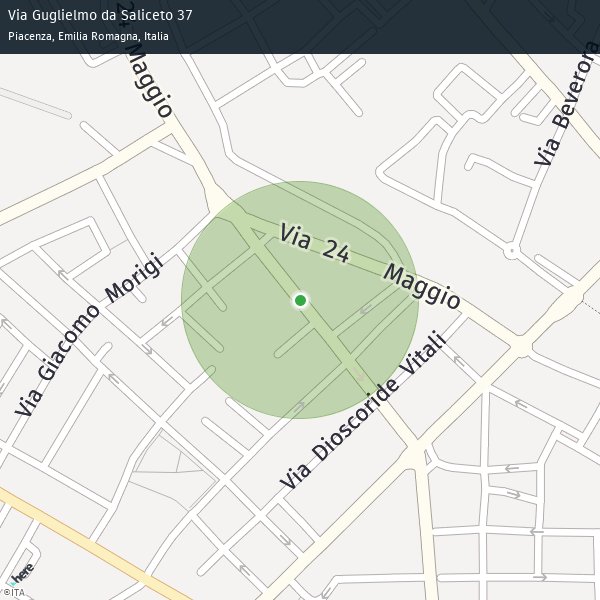 Via Guglielmo da Saliceto 37
Piacenza, Emilia Romagna, Italia
24 Maggio
Via Beverora
Via 24 Maggio
Via Giacomo Morigi
Via Dioscoride Vitali
here
©ITA